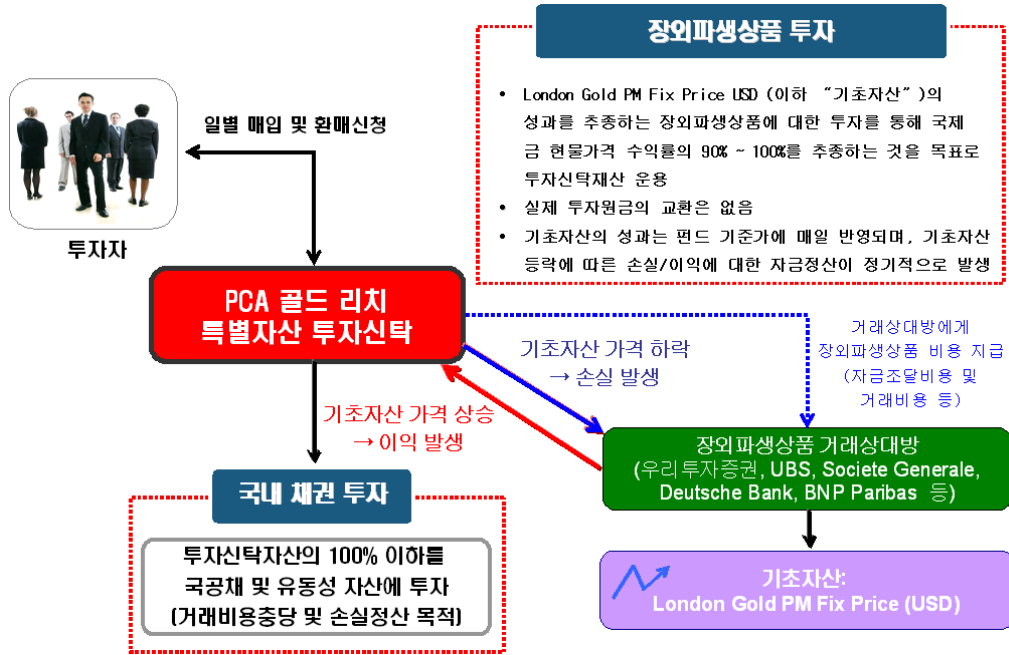 장외파생상품 투자
• London Gold PM Fix Price USD (이하 “기초자산”)의
성과를 추종하는 장외파생상품에 대한 투자를 통해 국제
금 현물가격 수익률의 90% ~ 100%를 추종하는 것을 목표로
투자신탁재산 운용
• 실제 투자원금의 교환은 없음
• 기초자산의 성과는 펀드 기준가에 매일 반영되며, 기초자산
등락에 따른 손실/이익에 대한 자금정산이 정기적으로 발생
일별 매입 및 환매신청
투자자
PCA 골드 리치
특별자산 투자신탁
기초자산 가격 하락
→ 손실 발생
거래상대방에게
장외파생상품 비용 지급
(자금조달비용 및
거래비용 등)
기초자산 가격 상승
→ 이익 발생
장외파생상품 거래상대방
(우리투자증권, UBS, Societe Generale,
Deutsche Bank, BNP Paribas 등)
국내 채권 투자
투자신탁자산의 100% 이하를
국공채 및 유동성 자산에 투자
(거래비용충당 및 손실정산 목적)
기초자산:
London Gold PM Fix Price (USD)